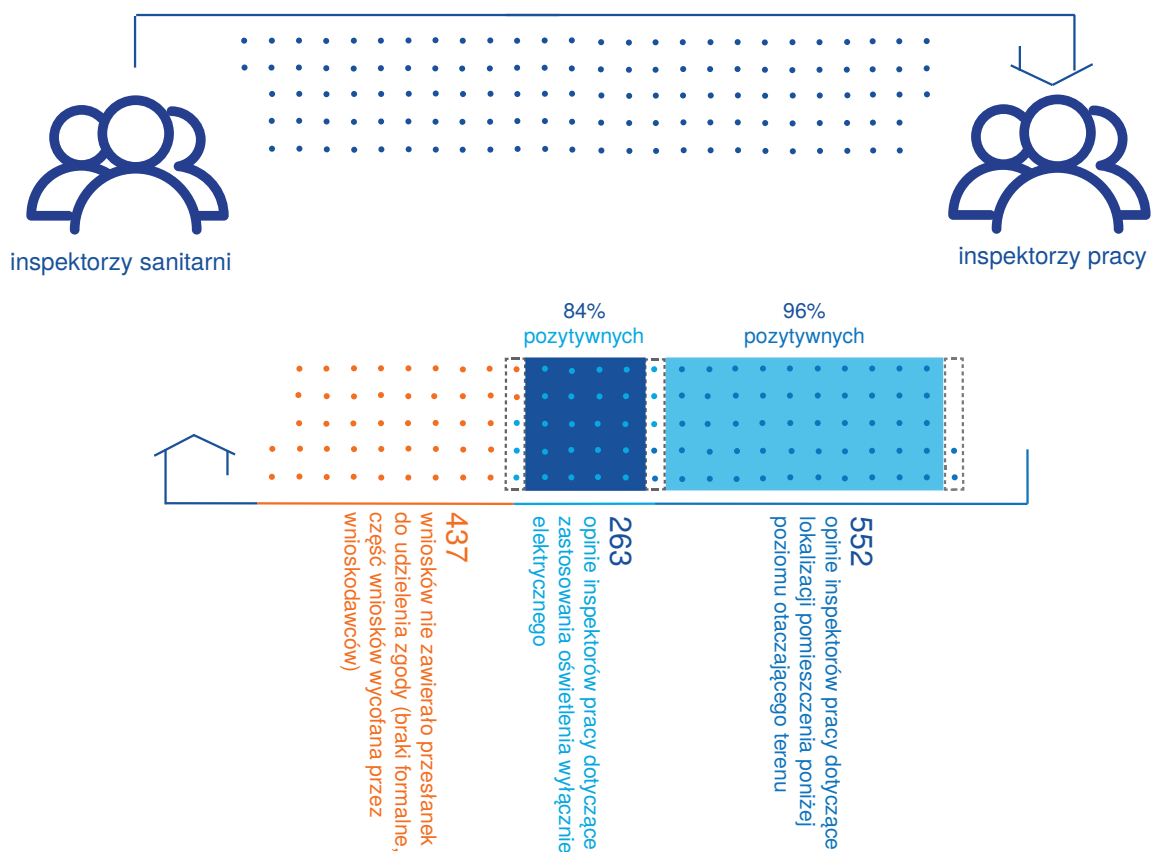 inspektorzy sanitarni
inspektorzy pracy
84%
pozytywnych
96%
pozytywnych
437
wniosków nie zawierało przesłanek
do udzielenia zgody (braki formalne,
część wniosków wycofana przez
wnioskodawców)
263
opinie inspektorów pracy dotyczące
zastosowania oświetlenia wyłącznie
elektrycznego
552
opinie inspektorów pracy dotyczące
lokalizacji pomieszczenia poniżej
poziomu otaczającego terenu